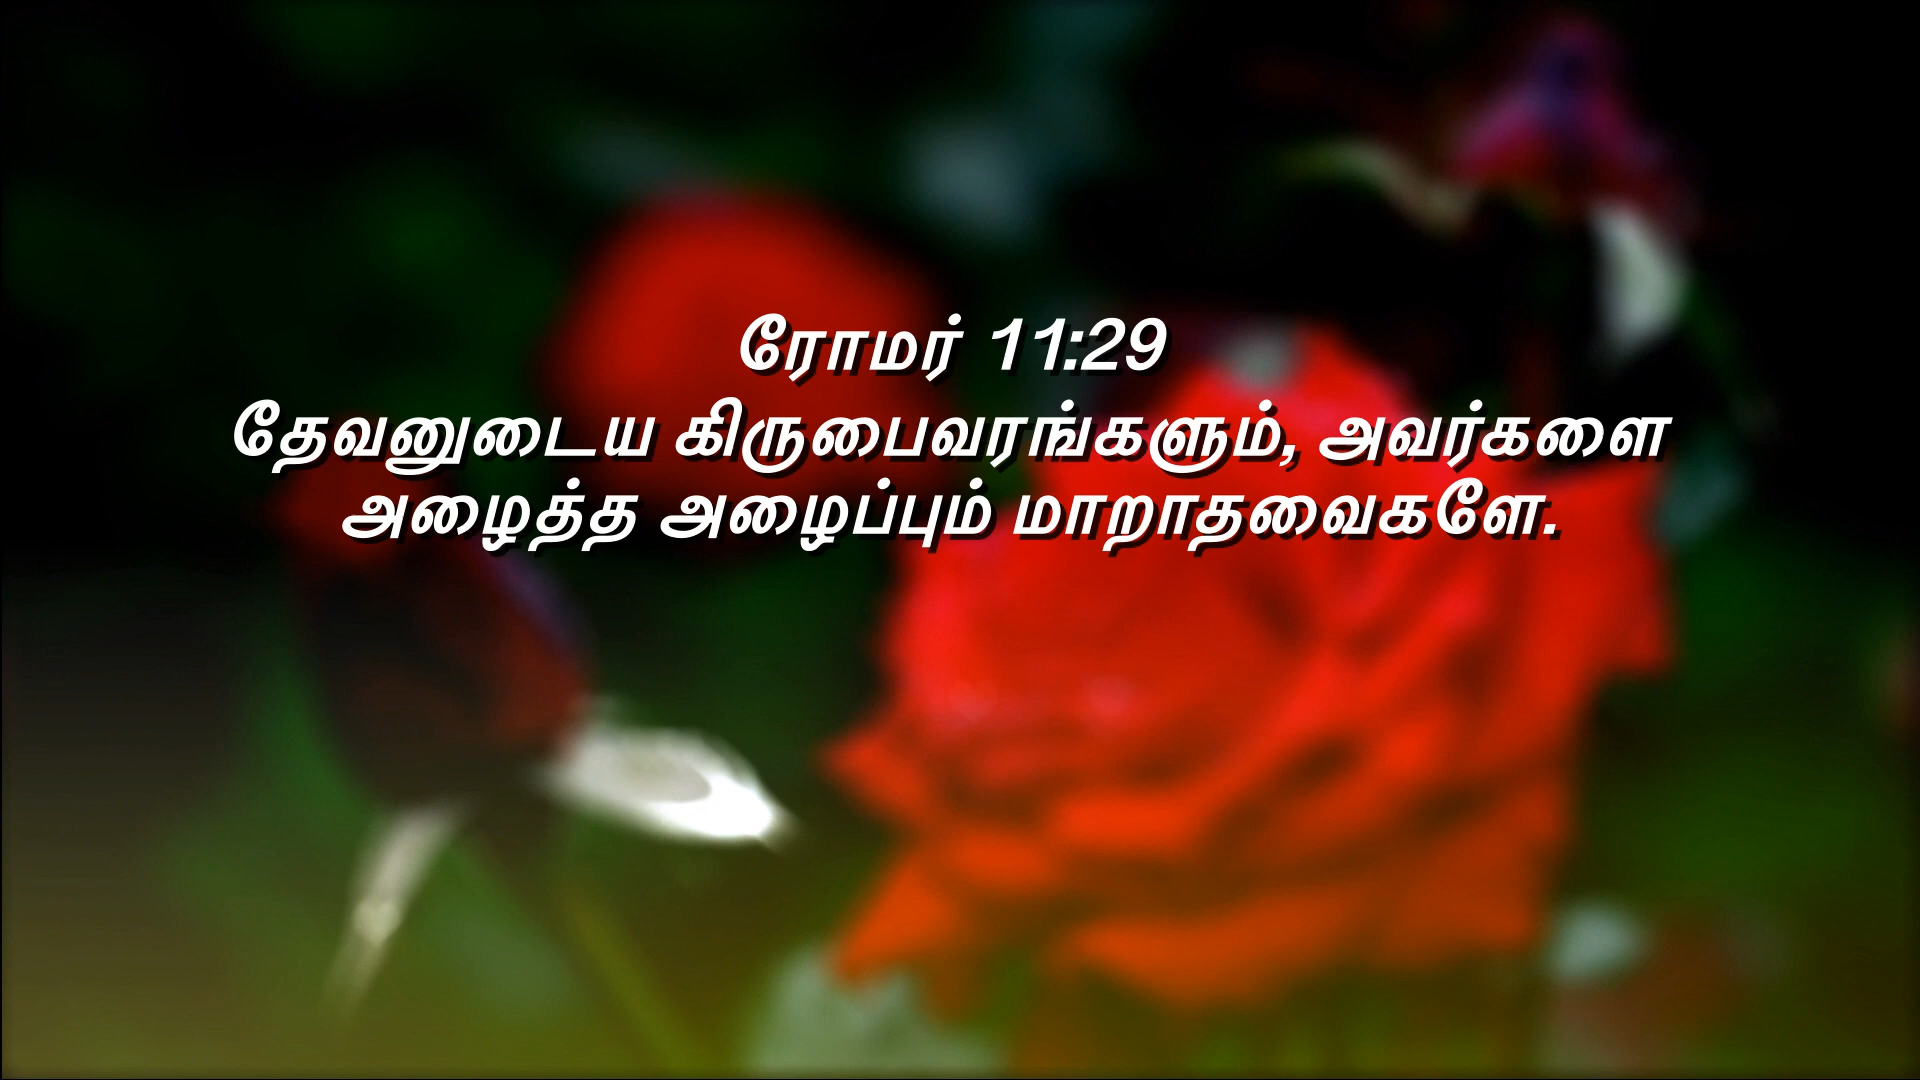 ரோமர் 11:29
தேவனுடைய கிருபைவரங்களும், அவர்களை
அழைத்த அழைப்பும் மாறாதவைகளே.